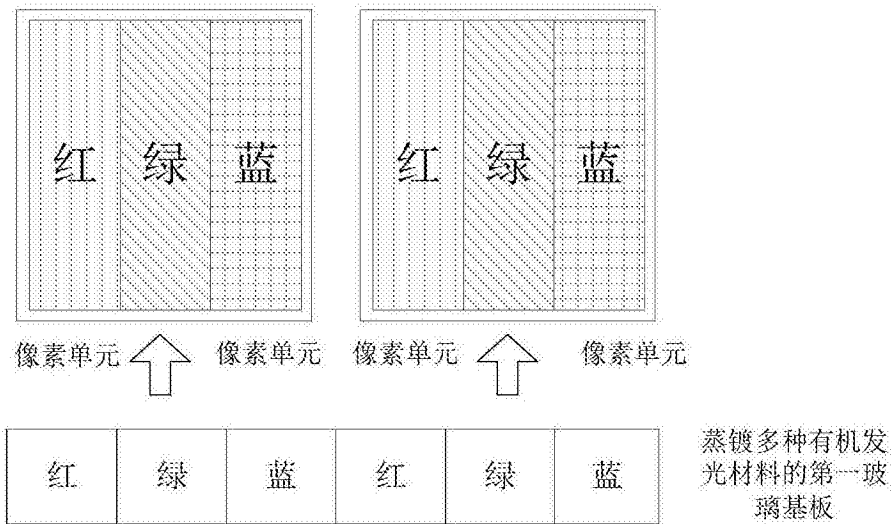 红 绿 蓝 红 绿 蓝
像素单元 像素单元 像素单元 像素单元
红 绿 蓝 红 绿 蓝
蒸镀多种有机发
光材料的第一玻
璃基板